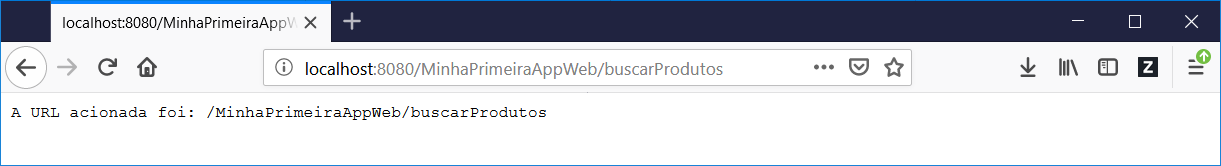 localhost:8080/MinhaPrimeiraAppW
localhost:8080/MinhaPrimeiraAppWeb/buscarProdutos
Z
A URL acionada foi: /MinhaPrimeiraAppWeb/buscarProdutos